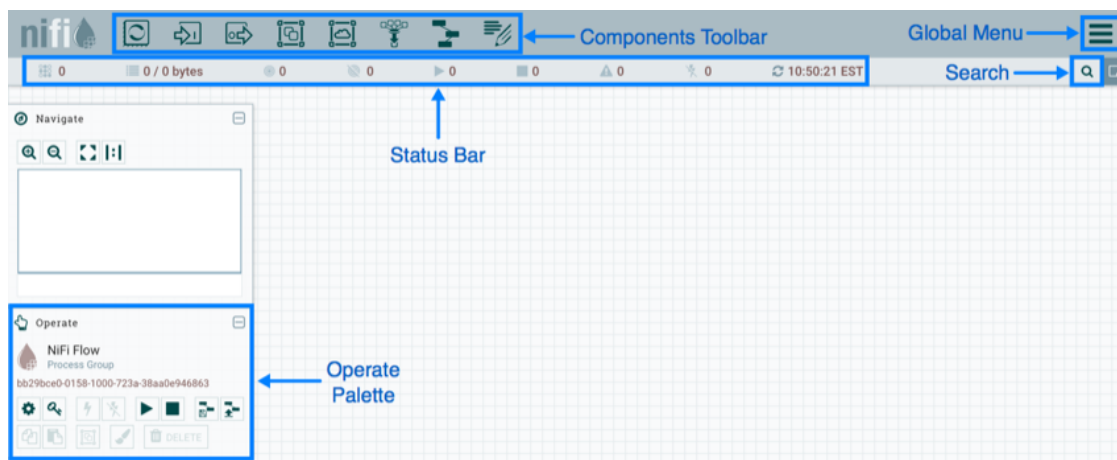 nifi
Components Toolbar
Global Menu
0
0 / 0 bytes
0
0
0
0
0
0
10:50:21 EST
Search
Navigate
Status Bar
Operate
NiFi Flow
Process Group
bb29bce0-0158-1000-723a-38aa0e946863
DELETE
Operate
Palette